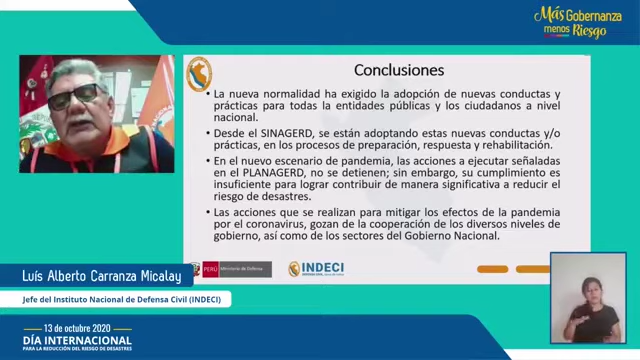 Más Gobernanza
menos Riesgo
Conclusiones
• La nueva normalidad ha exigido la adopción de nuevas conductas y
prácticas para todas la entidades públicas y los ciudadanos a nivel
nacional.
• Desde el SINAGERD, se están adoptando estas nuevas conductas y/o
prácticas, en los procesos de preparación, respuesta y rehabilitación.
• En el nuevo escenario de pandemia, las acciones a ejecutar señaladas
en el PLANAGERD, no se detienen; sin embargo, su cumplimiento es
insuficiente para lograr contribuir de manera significativa a reducir el
riesgo de desastres.
• Las acciones que se realizan para mitigar los efectos de la pandemia
por el coronavirus, gozan de la cooperación de los diversos niveles de
gobierno, así como de los sectores del Gobierno Nacional.
PERÚ Ministerio de Defensa
INDECI
Luís Alberto Carranza Micalay
Jefe del Instituto Nacional de Defensa Civil (INDECI)
13 de octubre 2020
DÍA INTERNACIONAL
PARA LA REDUCCIÓN DEL RIESGO DE DESASTRES